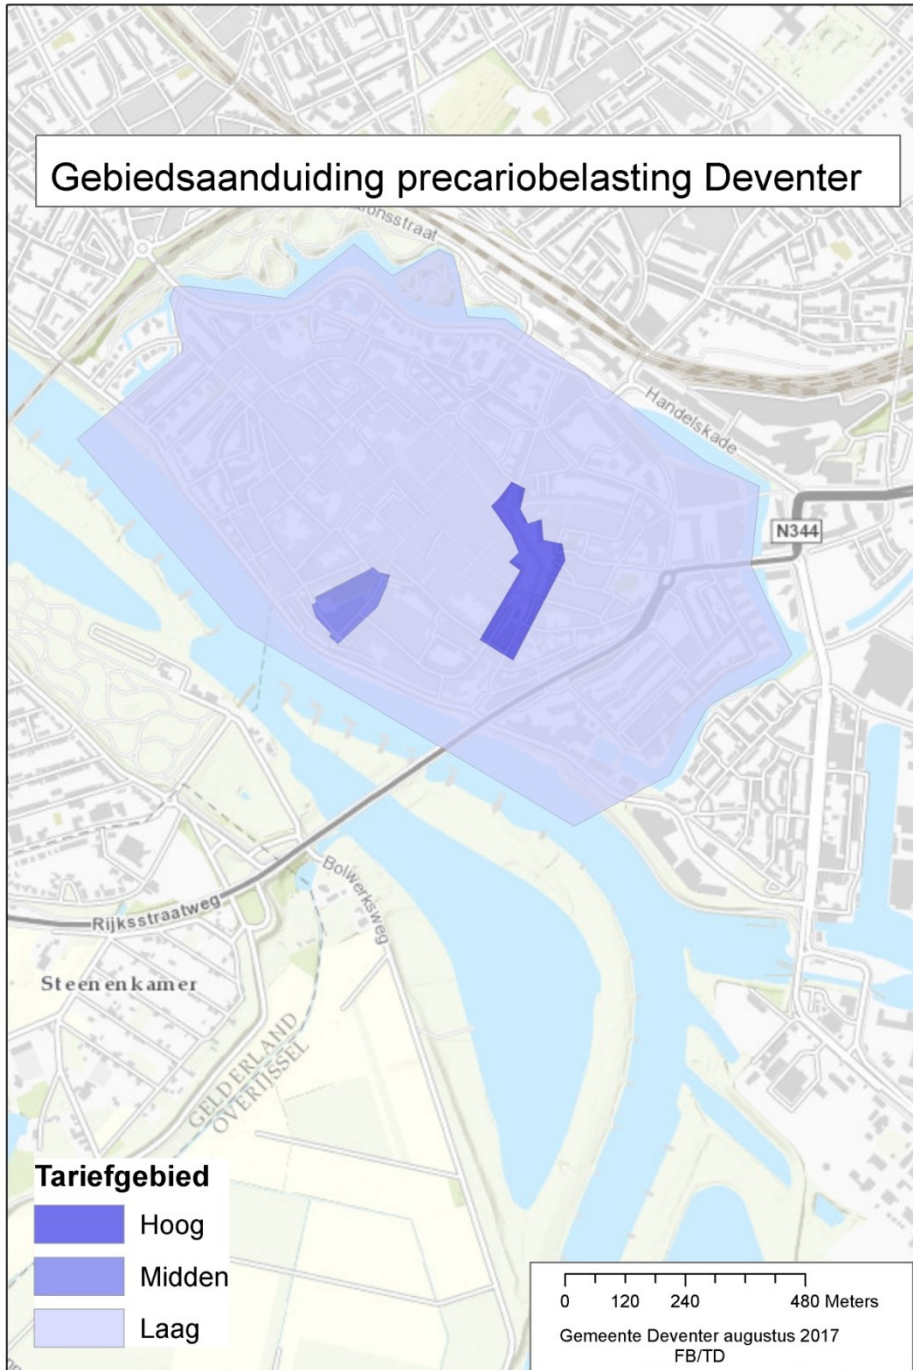 Gebiedsaanduiding precariobelasting Deventer
Handelskade
N344
Bolwerksweg
Rijksstraatweg
Steenenkamer
GELDERLAND
OVERIJSSEL
Tariefgebied
Hoog
Midden
Laag
0 120 240 480 Meters
Gemeente Deventer augustus 2017
FB/TD